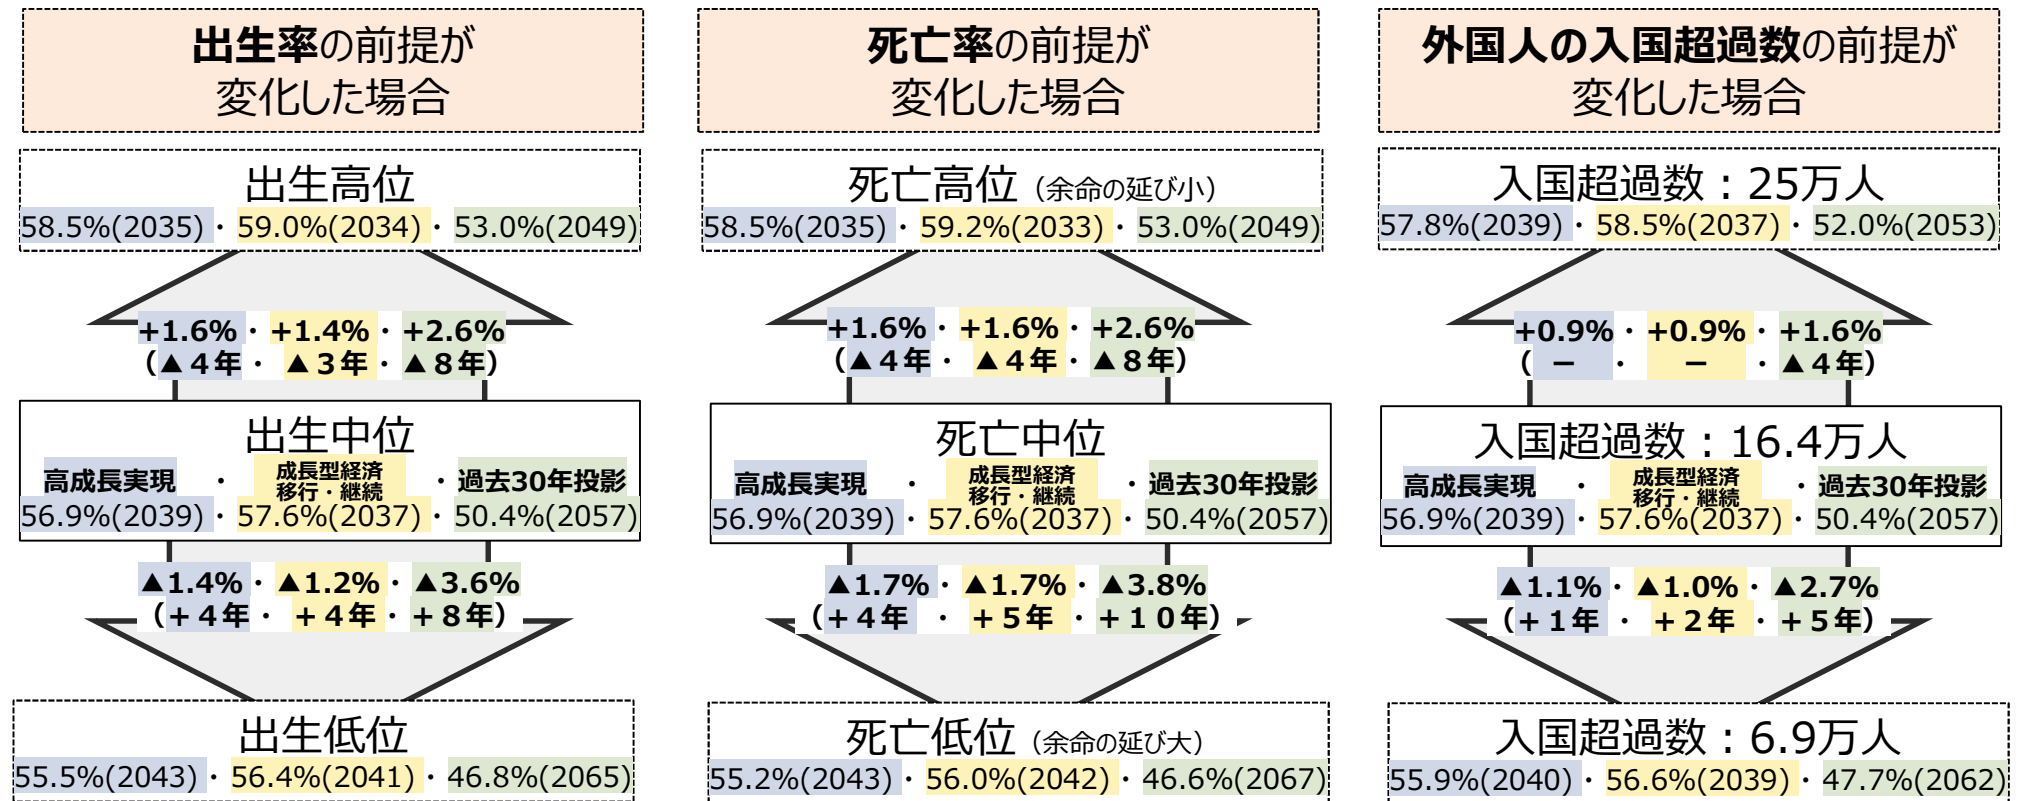 出生率の前提が
変化した場合
出生高位
58.5%(2035)・59.0%(2034)・53.0%(2049)
+1.6%・+1.4%・+2.6%
(▲4年・▲3年・▲8年)
出生中位
高成長実現・成長型経済移行・継続・過去30年投影
56.9%(2039)・57.6%(2037)・50.4%(2057)
▲1.4%・▲1.2%・▲3.6%
(+4年・+4年・+8年)
出生低位
55.5%(2043)・56.4%(2041)・46.8%(2065)
死亡率の前提が
変化した場合
死亡高位(余命の延び小)
58.5%(2035)・59.2%(2033)・53.0%(2049)
+1.6%・+1.6%・+2.6%
(▲4年・▲4年・▲8年)
死亡中位
高成長実現・成長型経済移行・継続・過去30年投影
56.9%(2039)・57.6%(2037)・50.4%(2057)
▲1.7%・▲1.7%・▲3.8%
(+4年・+5年・+10年)
死亡低位(余命の延び大)
55.2%(2043)・56.0%(2042)・46.6%(2067)
外国人の入国超過数の前提が
変化した場合
入国超過数:25万人
57.8%(2039)・58.5%(2037)・52.0%(2053)
+0.9%・+0.9%・+1.6%
(－・－・▲4年)
入国超過数:16.4万人
高成長実現・成長型経済移行・継続・過去30年投影
56.9%(2039)・57.6%(2037)・50.4%(2057)
▲1.1%・▲1.0%・▲2.7%
(+1年・+2年・+5年)
入国超過数:6.9万人
55.9%(2040)・56.6%(2039)・47.7%(2062)